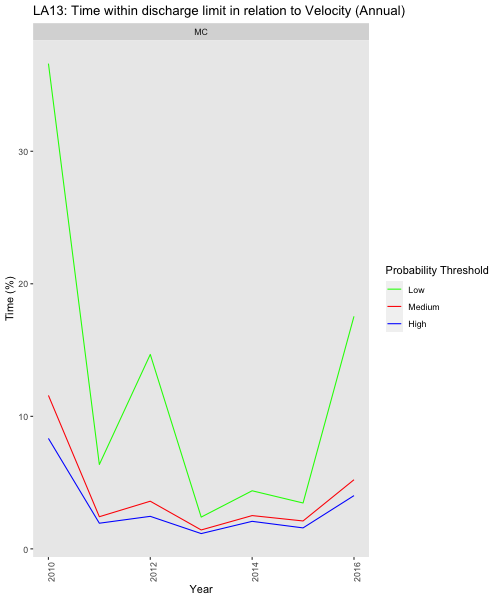 LA13: Time within discharge limit in relation to Velocity (Annual)
MC
Time (%)
30
20
10
0
2010
2012
2014
2016
Year
Probability Threshold
Low
Medium
High